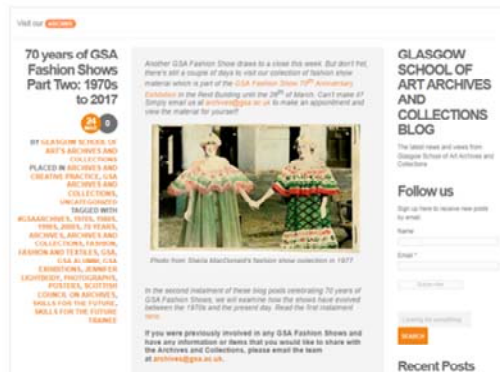 Visit our ARCHIVE
70 years of GSA
Fashion Shows
Part Two: 1970s
to 2017
24
0
BY GLASGOW SCHOOL OF
ART'S ARCHIVES AND
COLLECTIONS
PLACED IN ARCHIVES AND
CREATIVE PRACTICE, GSA
ARCHIVES AND
COLLECTIONS,
UNCATEGORIZED
TAGGED WITH
#GSAARCHIVES, 1970S, 1980S,
1990S, 2000S, 70 YEARS,
ARCHIVES, ARCHIVES AND
COLLECTIONS, FASHION,
FASHION AND TEXTILES, GSA,
GSA ALUMNI, GSA
EXHIBITIONS, JENNIFER
LIGHTBODY, PHOTOGRAPHS,
POSTERS, SCOTTISH
COUNCIL ON ARCHIVES,
SKILLS FOR THE FUTURE,
SKILLS FOR THE FUTURE
TRAINEE
Another GSA Fashion Show draws to a close this week. But don't fret,
there's still a couple of days to visit our collection of fashion show
material which is part of the GSA Fashion Show 70th Anniversary
Exhibition in the Reid Building until the 26th of March. Can't make it?
Simply email us at archives@gsa.ac.uk to make an appointment and
view the material for yourself!
Photo from Sheila MacDonald's fashion show collection in 1977
In the second instalment of these blog posts celebrating 70 years of
GSA Fashion Shows, we will examine how the shows have evolved
between the 1970s and the present day. Read the first instalment
here.
If you were previously involved in any GSA Fashion Shows and
have any information or items that you would like to share with
the Archives and Collections, please email the team
at archives@gsa.ac.uk.
GLASGOW
SCHOOL OF
ART ARCHIVES
AND
COLLECTIONS
BLOG
The latest news and views from
Glasgow School of Art Archives and
Collections
Follow us
Sign up here to receive new posts
by email.
Name
Email *
Subscribe
Looking for something
SEARCH
Recent Posts